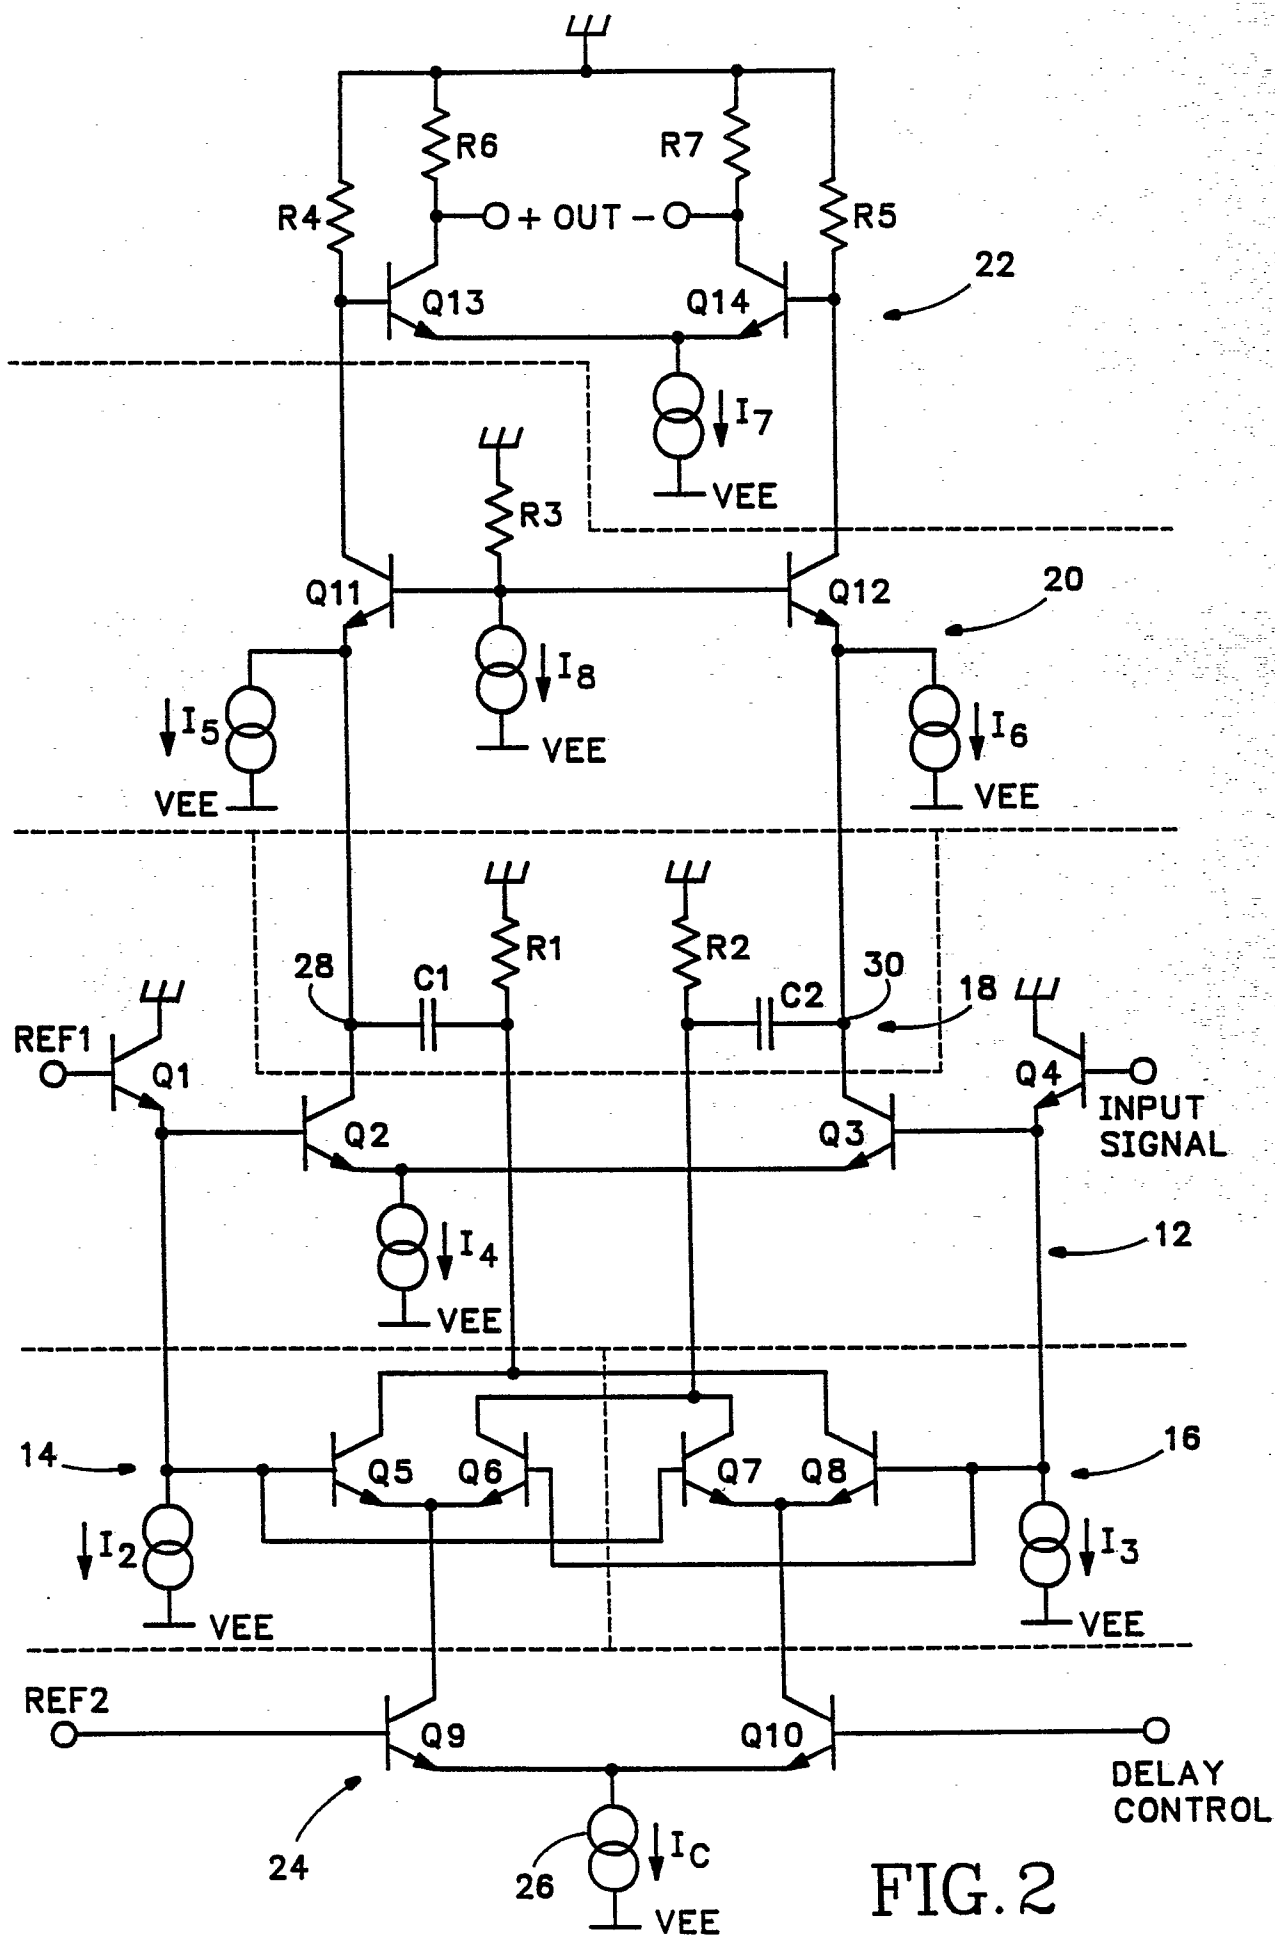 R6
R7
R4
+ OUT -
R5
Q13
Q14
22
I7
VEE
R3
Q11
Q12
20
I5
I8
I6
VEE
VEE
VEE
28
C1
R1
R2
C2
30
18
REF1
Q1
Q4
INPUT
SIGNAL
Q2
Q3
I4
12
VEE
14
Q5
Q6
Q7
Q8
16
I2
I3
VEE
VEE
REF2
Q9
Q10
DELAY
CONTROL
24
26
IC
VEE
FIG. 2